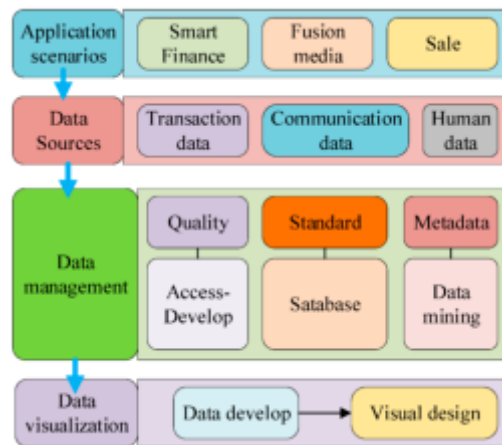 Application
scenarios
Smart
Finance
Fusion
media
Sale
Data
Sources
Transaction
data
Communication
data
Human
data
Data
management
Quality
Standard
Metadata
Access-
Develop
Satabase
Data
mining
Data
visualization
Data develop
Visual design